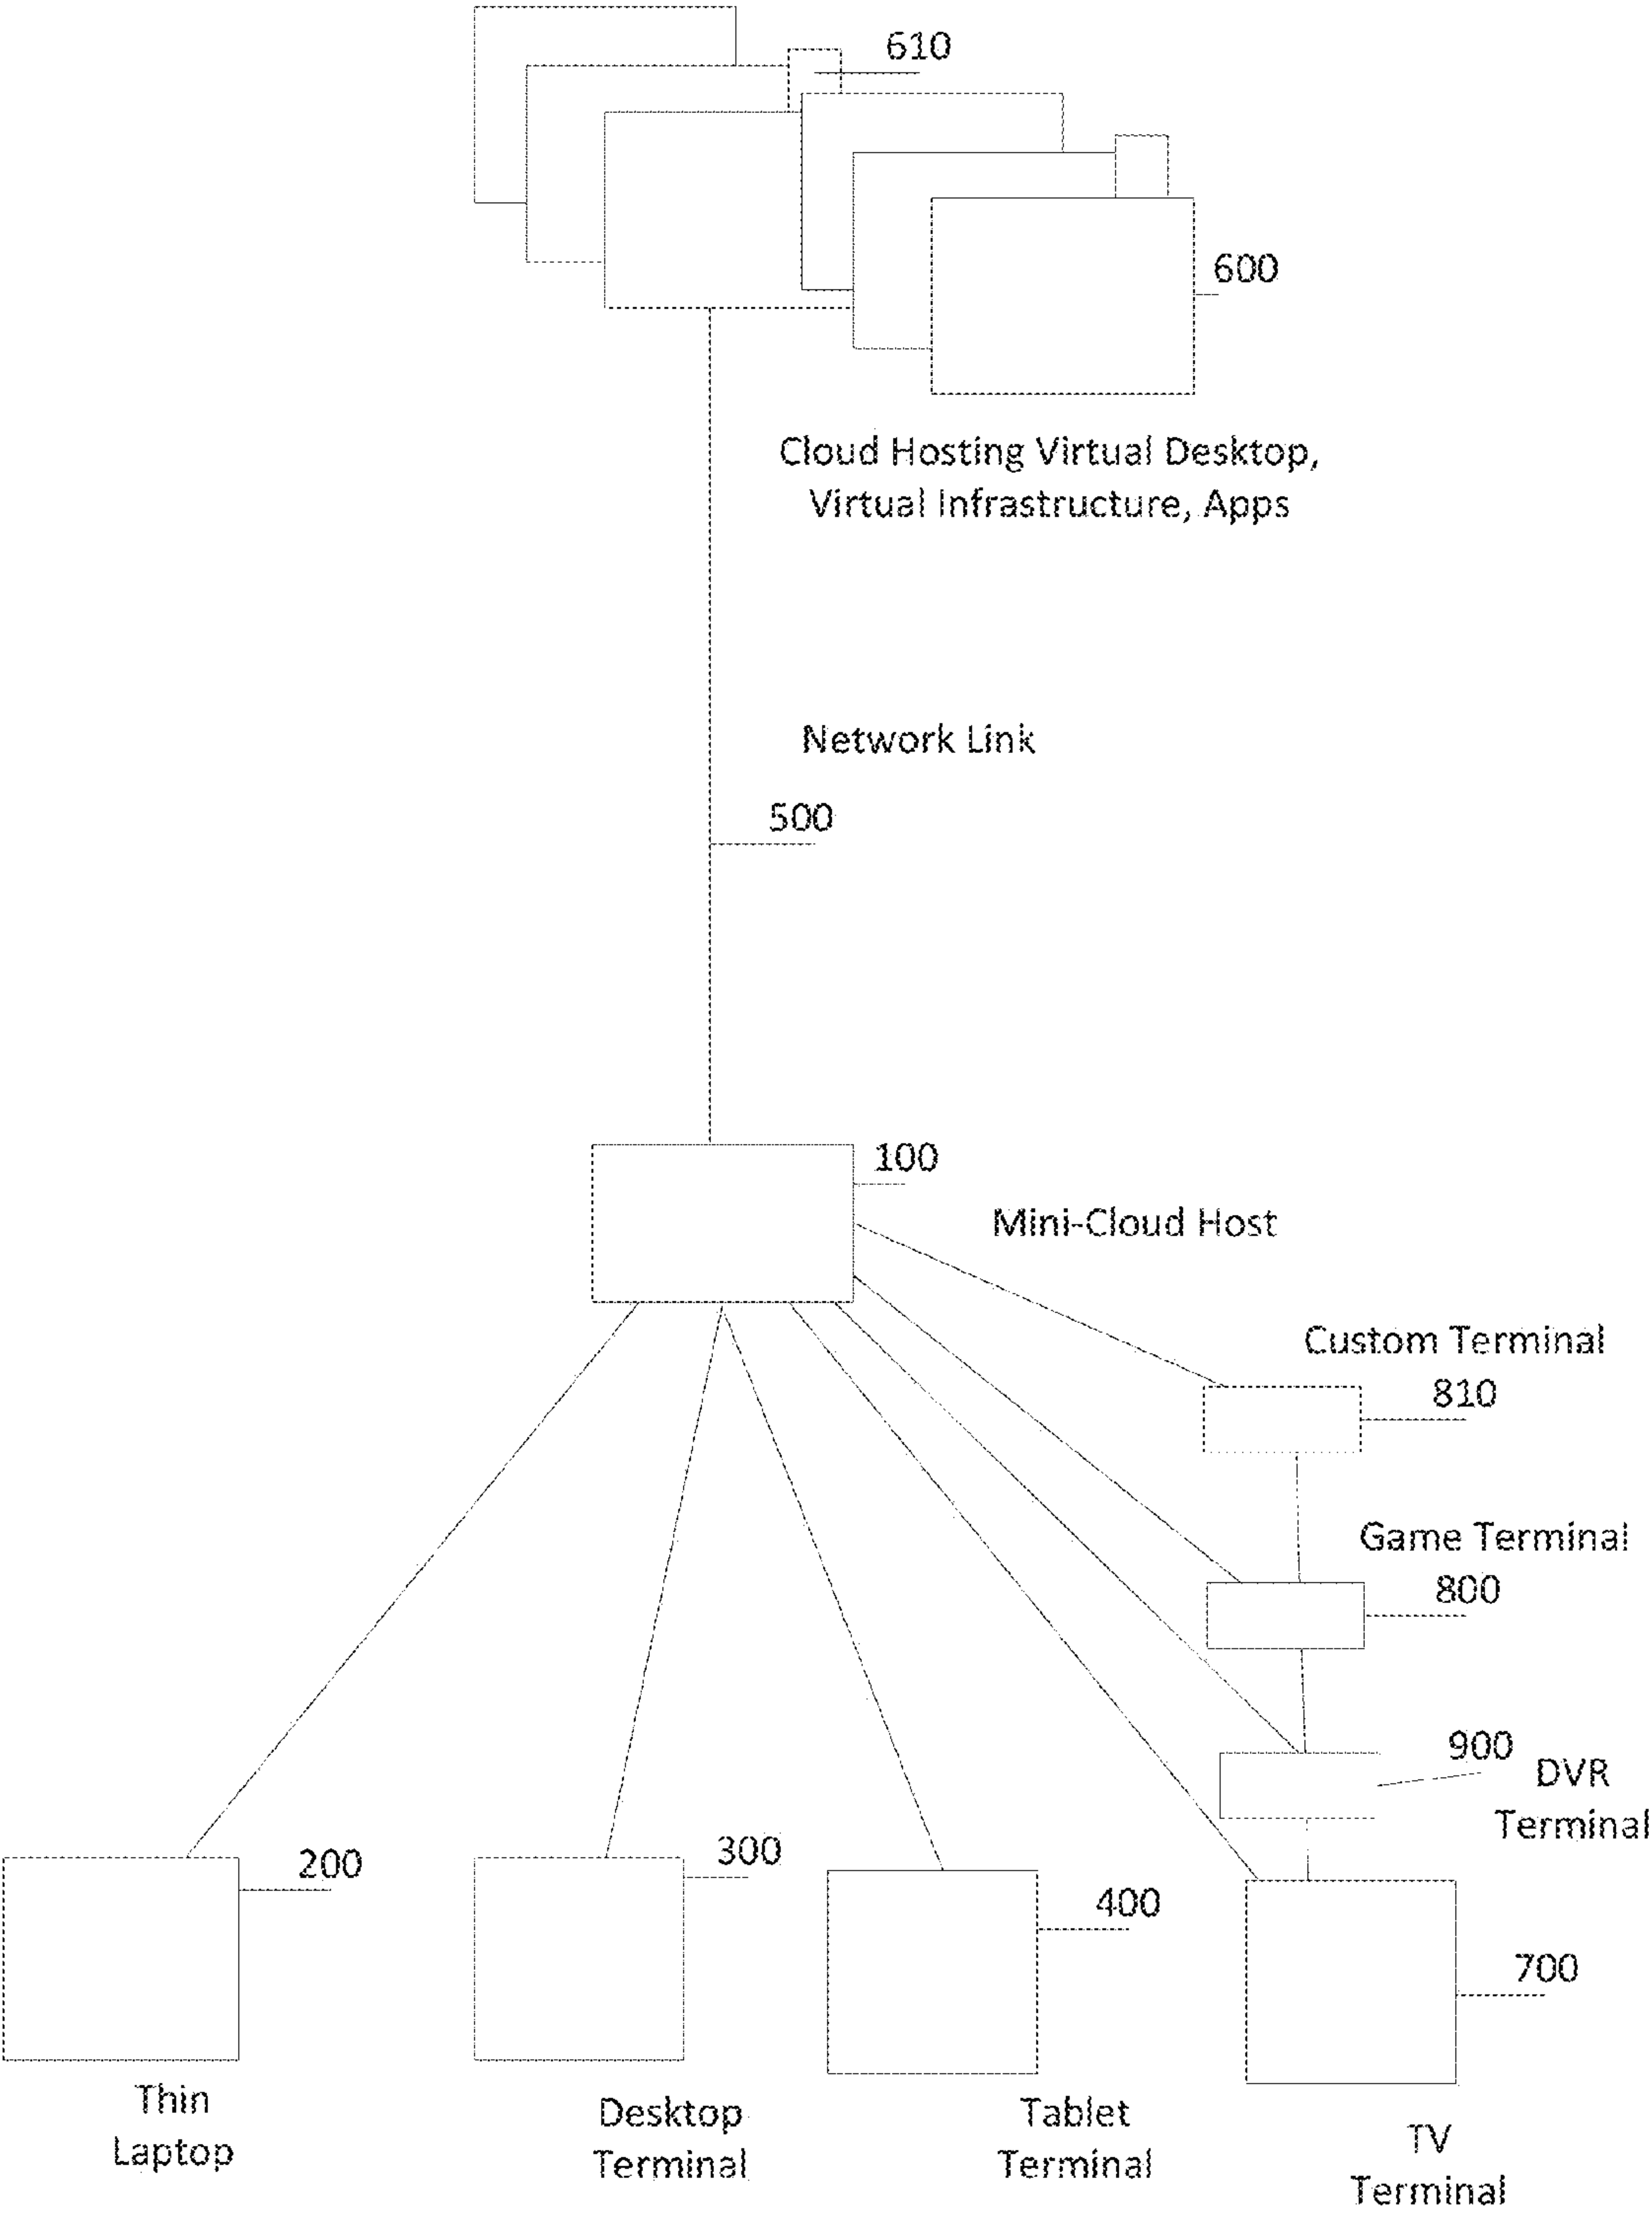 610
600
Cloud Hosting Virtual Desktop,
Virtual Infrastructure, Apps
Network Link
500
100
Mini-Cloud Host
Custom Terminal
810
Game Terminal
800
900
DVR
Terminal
200
300
400
700
Thin
Laptop
Desktop
Terminal
Tablet
Terminal
TV
Terminal